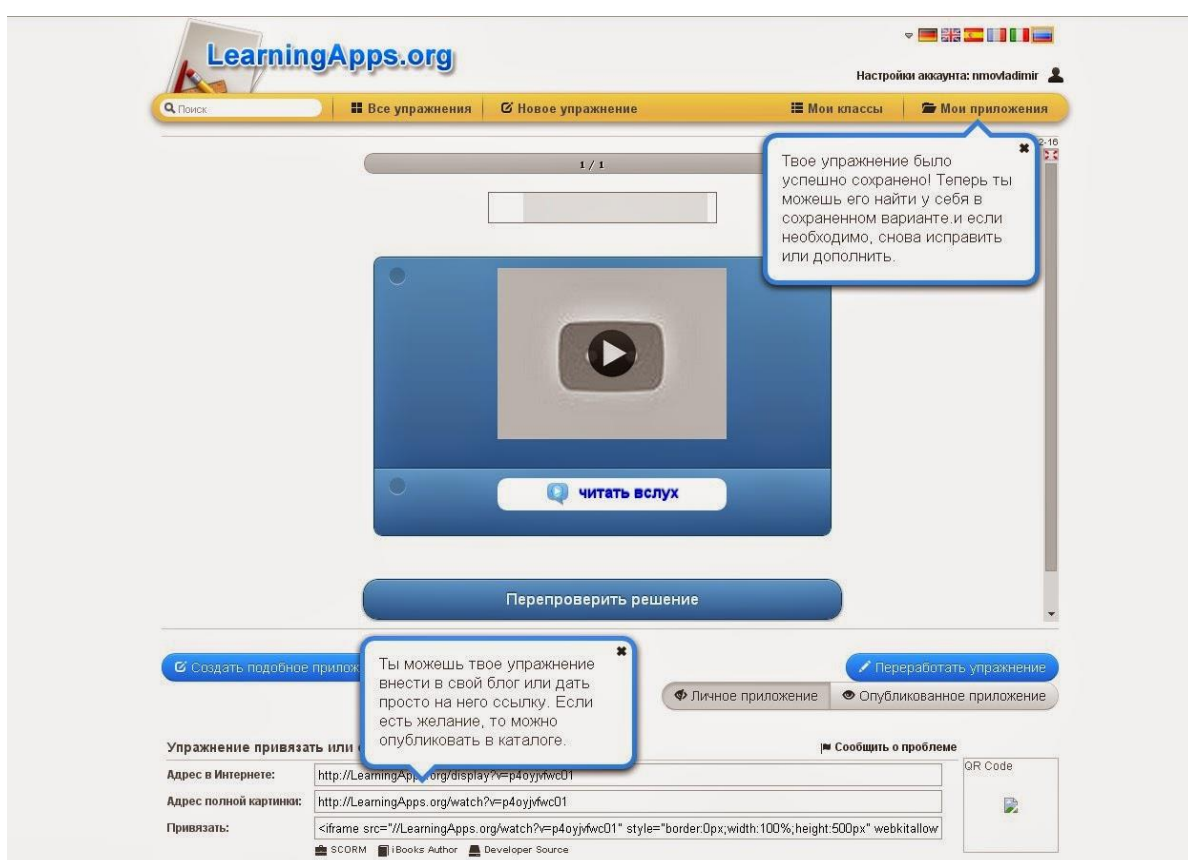 LearningApps.org
Настройки аккаунта: nmovladimir
Поиск
Все упражнения
Новое упражнение
Мои классы
Мои приложения
2-16
1 / 1
Твое упражнение было
успешно сохранено! Теперь ты
можешь его найти у себя в
сохраненном варианте.и если
необходимо, снова исправить
или дополнить.
читать вслух
Перепроверить решение
Создать подобное прилож
Ты можешь твое упражнение
внести в свой блог или дать
просто на него ссылку. Если
есть желание, то можно
опубликовать в каталоге.
Переработать упражнение
Личное приложение
Опубликованное приложение
Упражнение привязать или
Сообщить о проблеме
Адрес в Интернете:
http://LearningApps.org/display?v=p4oyjvfwc01
Адрес полной картинки:
http://LearningApps.org/watch?v=p4oyjvfwc01
Привязать:
<iframe src="//LearningApps.org/watch?v=p4oyjvfwc01" style="border:0px;width:100%;height:500px" webkitallow
SCORM iBooks Author Developer Source
QR Code